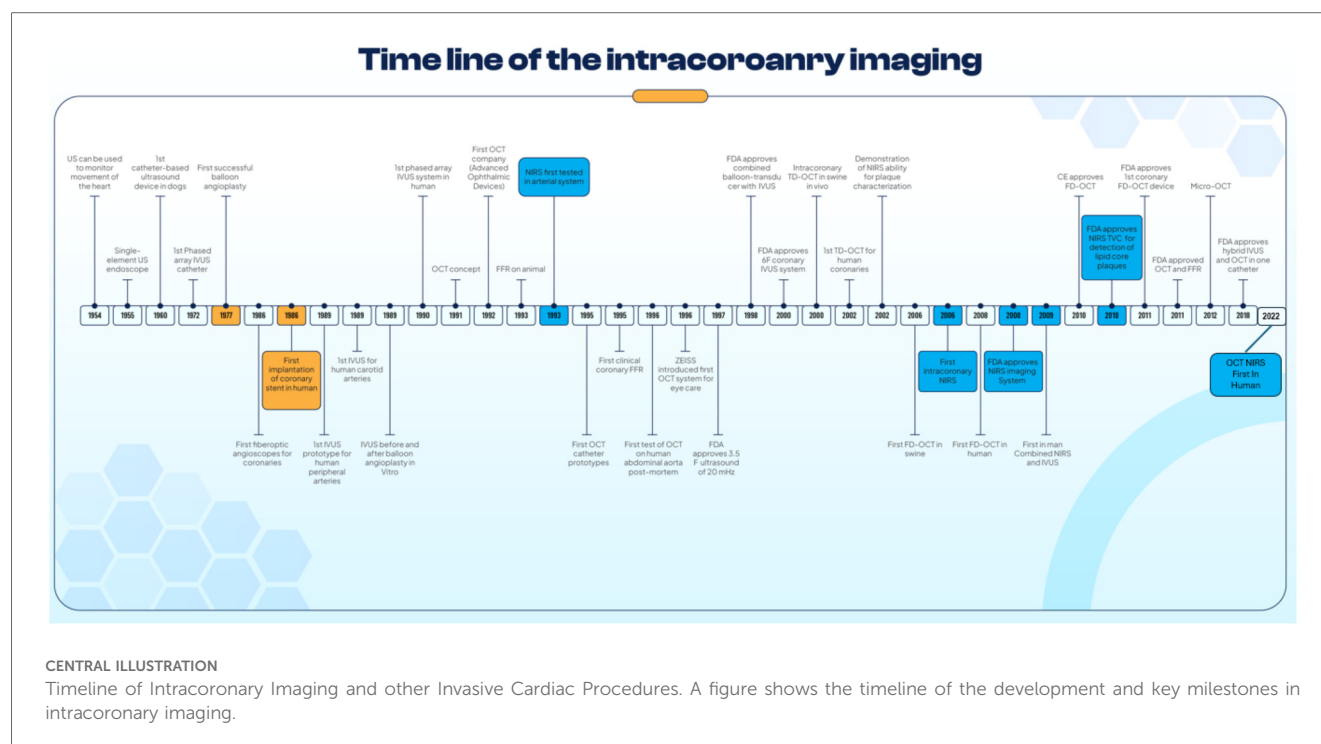 Time line of the intracoroanry imaging
US can be used
to monitor
movement of
the heart
1st
catheter-based
ultrasound
device in dogs
First successful
balloon
angioplasty
1st phased array
IVUS system in
human
First OCT
company
(Advanced
Ophthalmic
Devices)
NIRS first tested
in arterial system
FDA approves
combined
balloon-transdu
cer with IVUS
Intracoronary
TD-OCT in swine
in vivo
Demonstration
of NIRS ability
for plaque
characterization
CE approves
FD-OCT
FDA approves
1st coronary
FD-OCT device
Micro-OCT
Single-
element US
endoscope
1st Phased
array IVUS
catheter
OCT concept
FFR on animal
FDA approves
6F coronary
IVUS system
1st TD-OCT for
human
coronaries
FDA approves
NIRS TVC for
detection of
lipid core
plaques
FDA approved
OCT and FFR
FDA approves
hybrid IVUS
and OCT in one
catheter
1954 1955 1960 1972 1977 1986 1986 1989 1989 1989 1990 1991 1992 1993 1993 1995 1995 1996 1996 1997 1998 2000 2000 2002 2002 2006 2006 2008 2008 2009 2010 2010 2011 2011 2012 2018 2022
First
implantation
of coronary
stent in human
1st IVUS for
human carotid
arteries
First clinical
coronary FFR
ZEISS
introduced first
OCT system for
eye care
First
intracoronary
NIRS
FDA approves
NIRS imaging
System
OCT NIRS
First In
Human
First fiberoptic
angioscopes for
coronaries
1st IVUS
prototype for
human
peripheral
arteries
IVUS before and
after balloon
angioplasty in
Vitro
First OCT
catheter
prototypes
First test of OCT
on human
abdominal aorta
post-mortem
FDA
approves 3.5
F ultrasound
of 20 mHz
First FD-OCT in
swine
First FD-OCT in
human
First in man
Combined NIRS
and IVUS
CENTRAL ILLUSTRATION
Timeline of Intracoronary Imaging and other Invasive Cardiac Procedures. A figure shows the timeline of the development and key milestones in
intracoronary imaging.